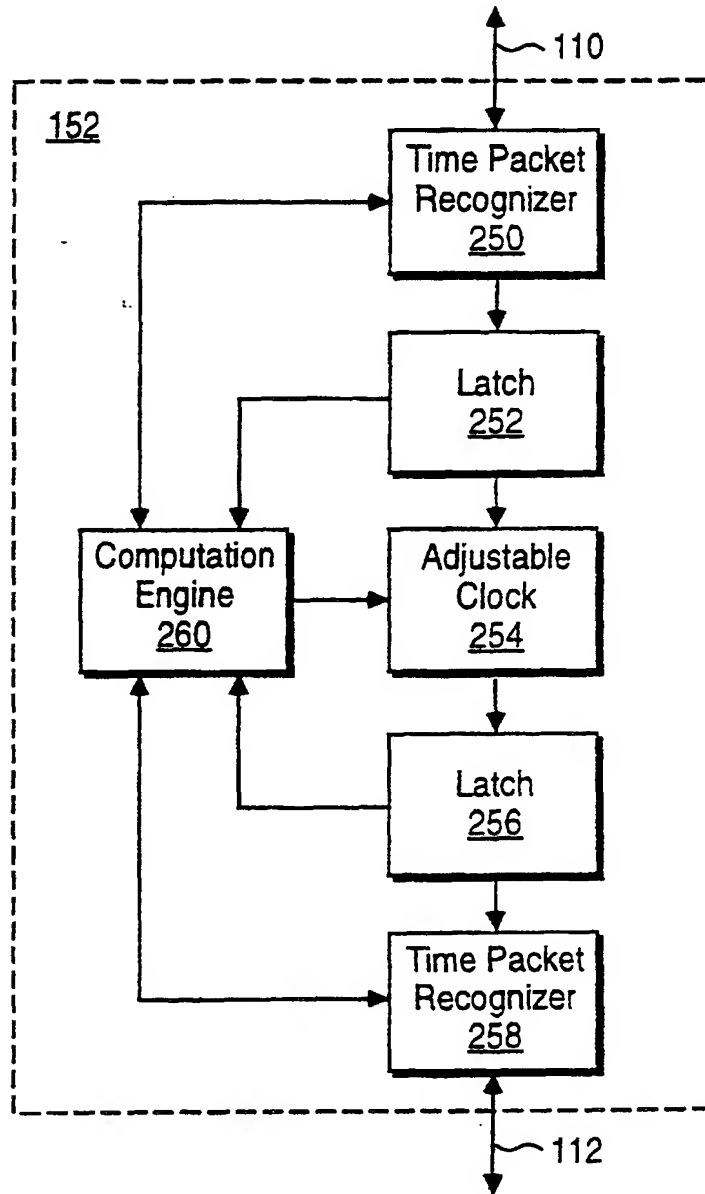 110
152
Time Packet
Recognizer
250
Latch
252
Computation
Engine
260
Adjustable
Clock
254
Latch
256
Time Packet
Recognizer
258
112